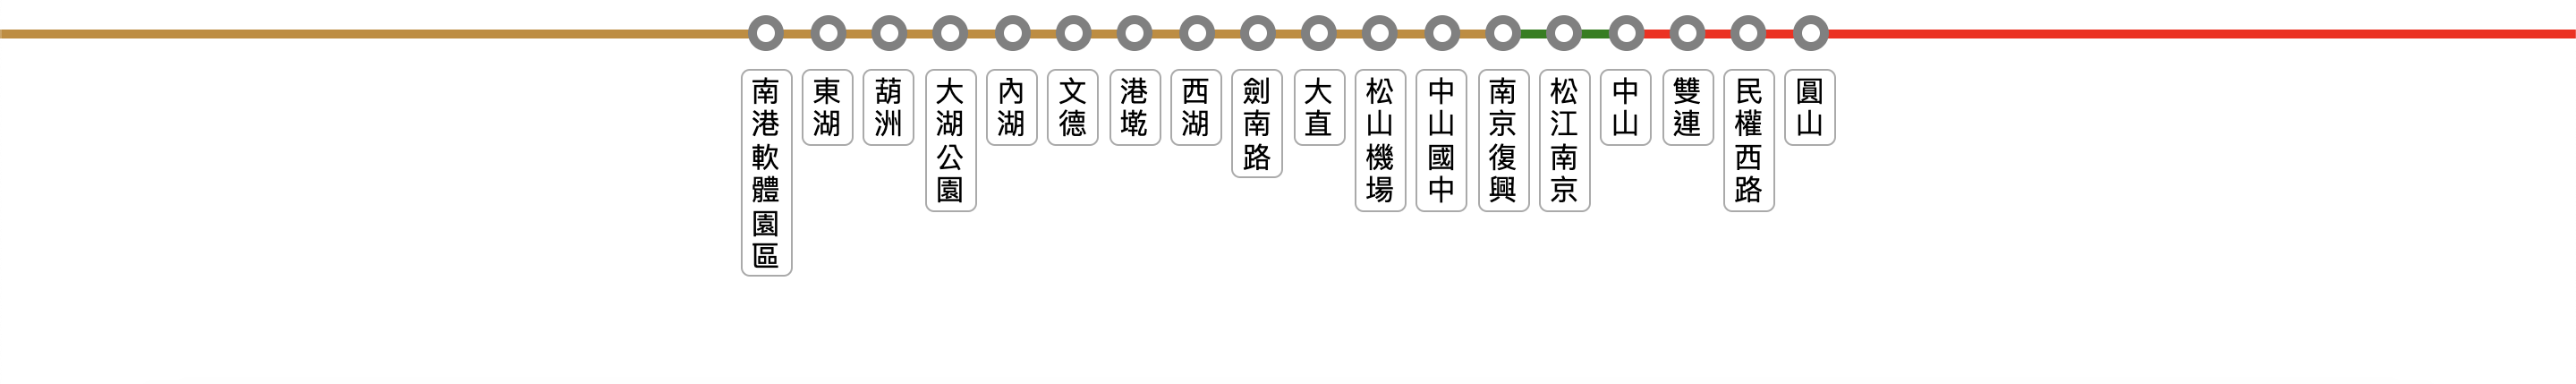 南港軟體園區
東湖
葫洲
大湖公園
內湖
文德
港墘
西湖
劍南路
大直
松山機場
中山國中
南京復興
松江南京
中山
雙連
民權西路
圓山